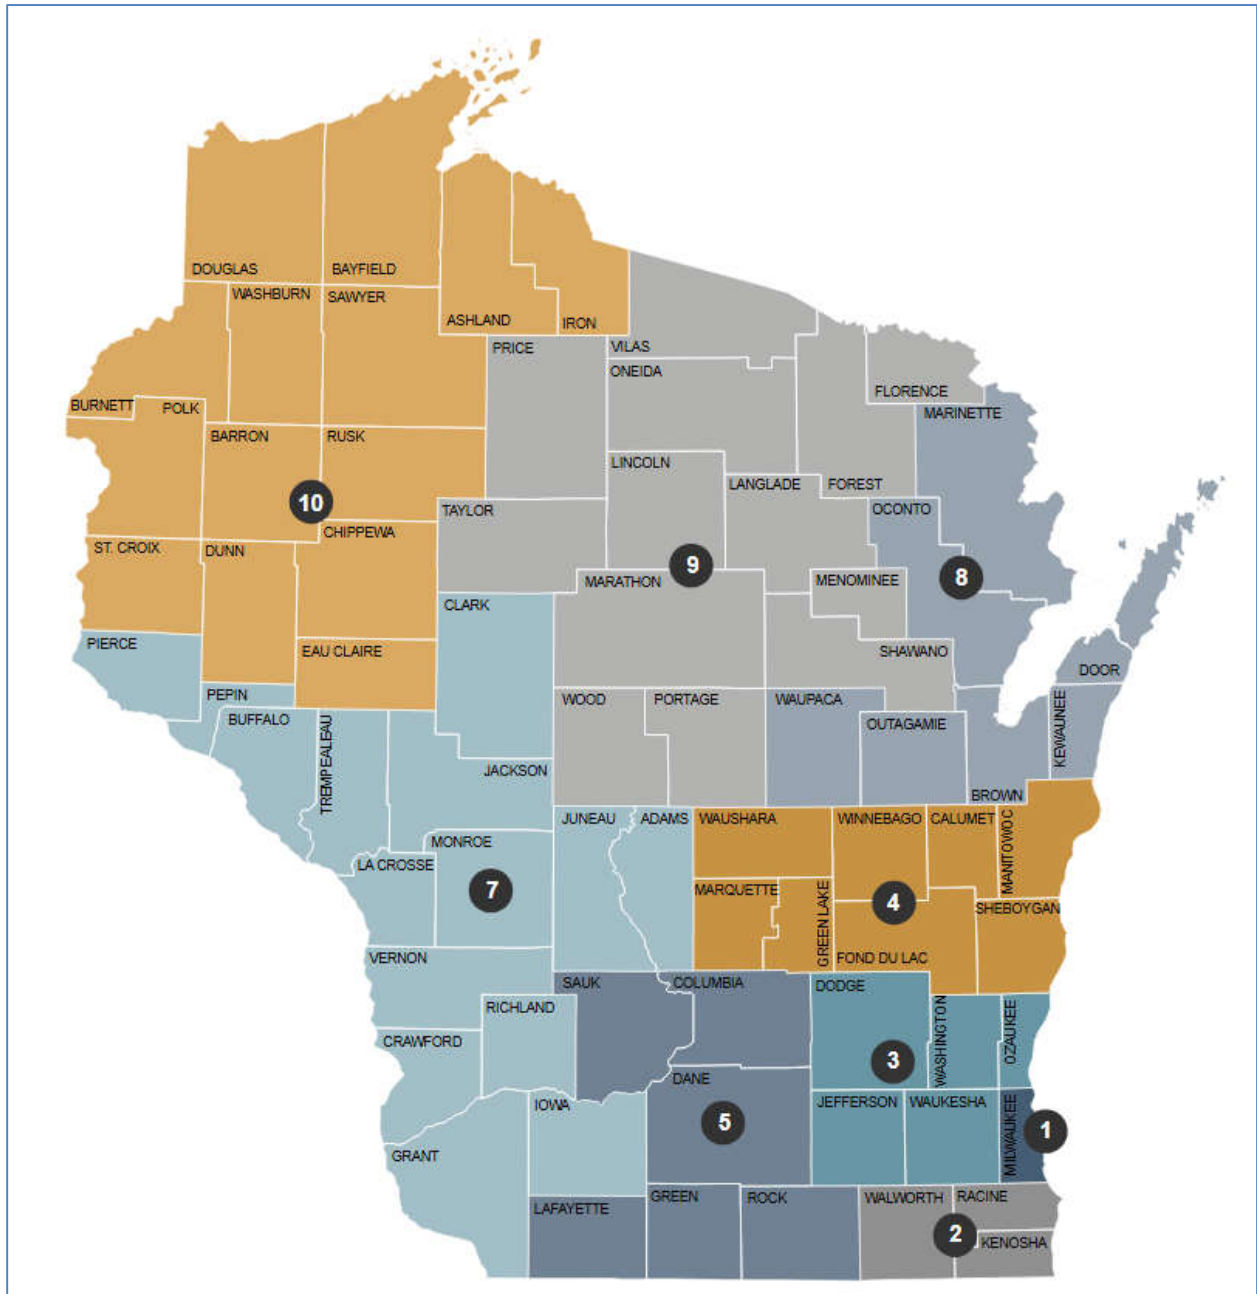 DOUGLAS
BAYFIELD
WASHBURN
SAWYER
ASHLAND
IRON
PRICE
VILAS
ONEIDA
FLORENCE
BURNETT
POLK
MARINETTE
BARRON
RUSK
LINCOLN
LANGLADE
FOREST
10
OCONTO
TAYLOR
CHIPPEWA
ST. CROIX
DUNN
9
MARATHON
MENOMINEE
8
CLARK
PIERCE
EAU CLAIRE
SHAWANO
DOOR
PEPIN
WOOD
PORTAGE
WAUPACA
BUFFALO
TREMPEALEAU
OUTAGAMIE
KEWAUNEE
JACKSON
BROWN
JUNEAU
ADAMS
WAUSHARA
WINNEBAGO
CALUMET
MANITOWOC
MONROE
LA CROSSE
7
MARQUETTE
GREEN LAKE
4
SHEBOYGAN
VERNON
FOND DU LAC
SAUK
COLUMBIA
DODGE
RICHLAND
WASHINGTON
OZAUKEE
CRAWFORD
3
DANE
IOWA
JEFFERSON
WAUKESHA
MILWAUKEE
5
1
GRANT
LAFAYETTE
GREEN
ROCK
WALWORTH
RACINE
2
KENOSHA